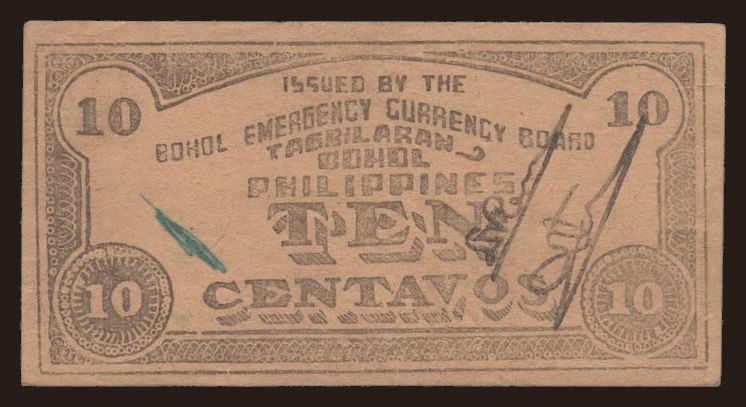 ISSUED BY THE
10 10
BOHOL EMERGENCY CURRENCY BOARD
TAGBILARAN
BOHOL
PHILIPPINES
TEN
10 CENTAVOS 10